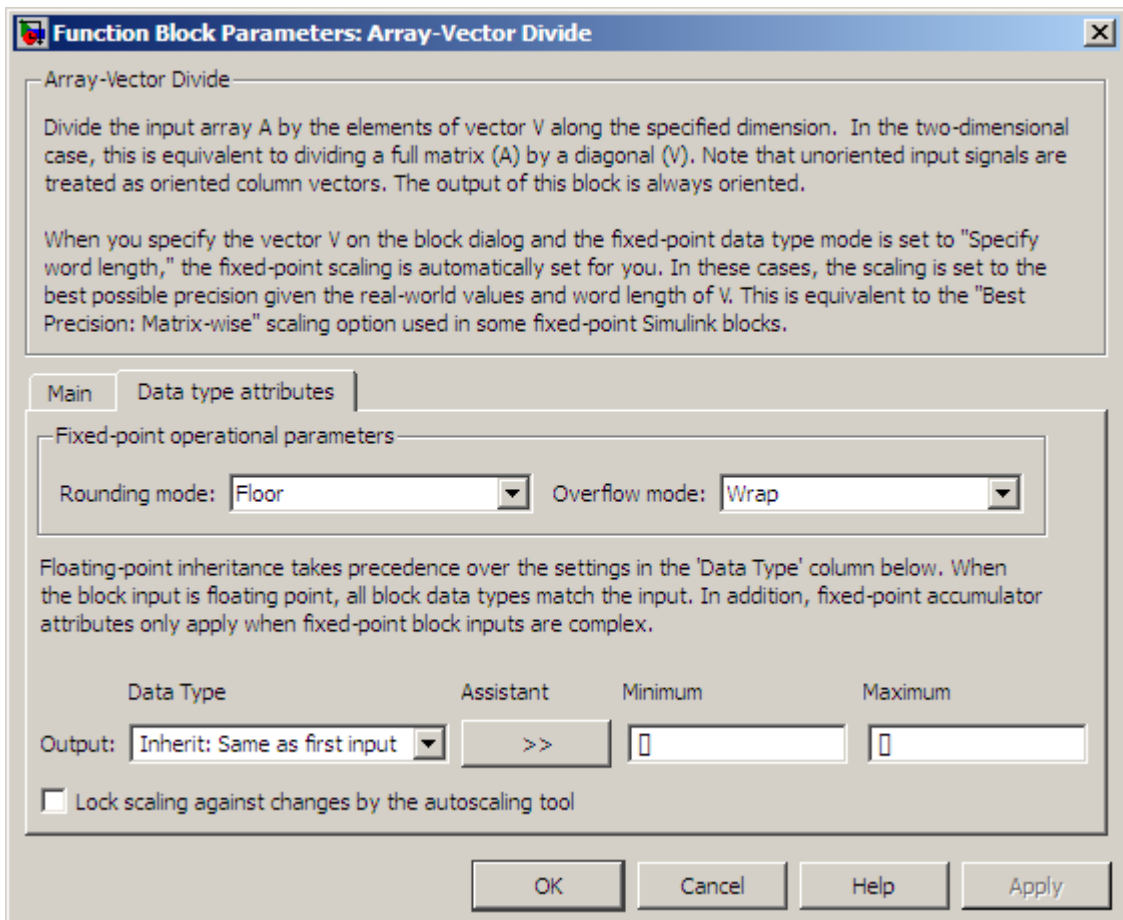 Function Block Parameters: Array-Vector Divide
Array-Vector Divide
Divide the input array A by the elements of vector V along the specified dimension.  In the two-dimensional
case, this is equivalent to dividing a full matrix (A) by a diagonal (V). Note that unoriented input signals are
treated as oriented column vectors. The output of this block is always oriented.
When you specify the vector V on the block dialog and the fixed-point data type mode is set to "Specify
word length," the fixed-point scaling is automatically set for you. In these cases, the scaling is set to the
best possible precision given the real-world values and word length of V. This is equivalent to the "Best
Precision: Matrix-wise" scaling option used in some fixed-point Simulink blocks.
Main Data type attributes
Fixed-point operational parameters
Rounding mode: Floor Overflow mode: Wrap
Floating-point inheritance takes precedence over the settings in the 'Data Type' column below. When
the block input is floating point, all block data types match the input. In addition, fixed-point accumulator
attributes only apply when fixed-point block inputs are complex.
Data Type Assistant Minimum Maximum
Output: Inherit: Same as first input >> [] []
Lock scaling against changes by the autoscaling tool
OK Cancel Help Apply